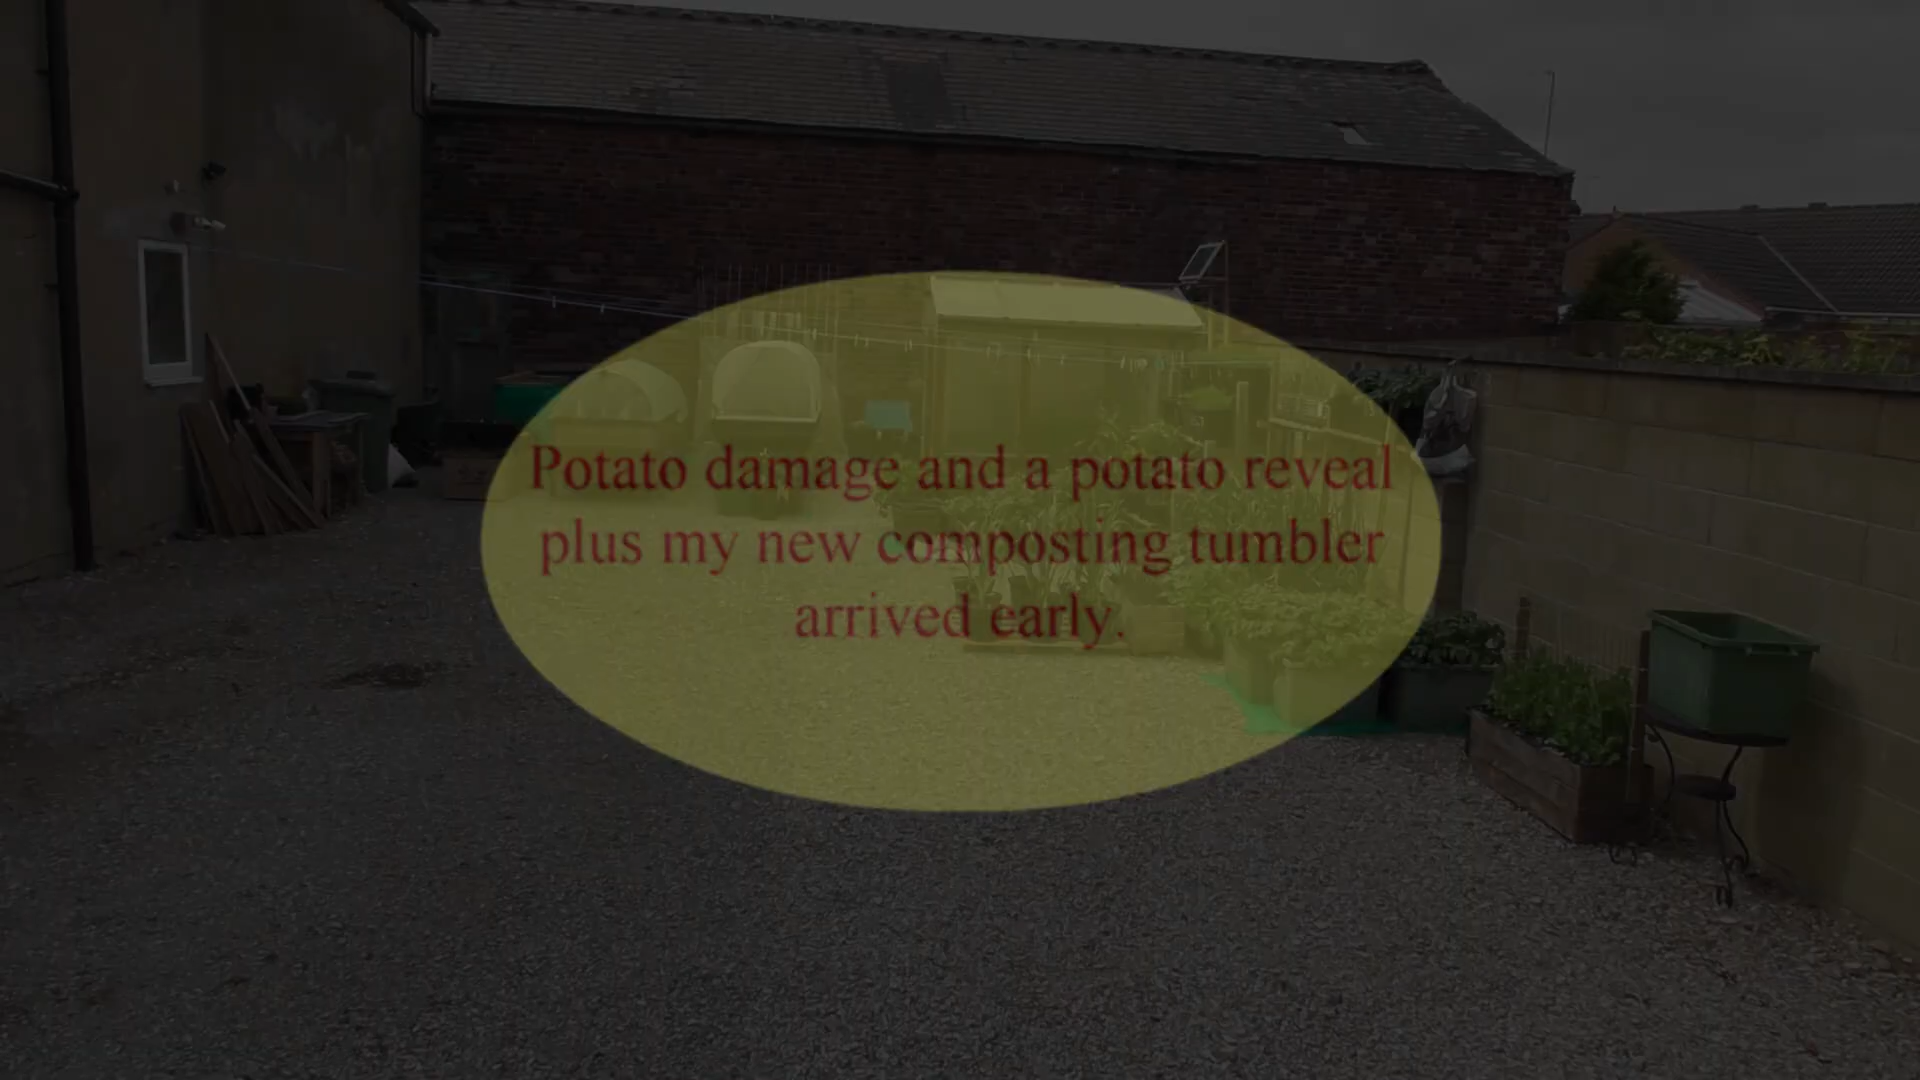 Potato damage and a potato reveal
plus my new composting tumbler
arrived early.